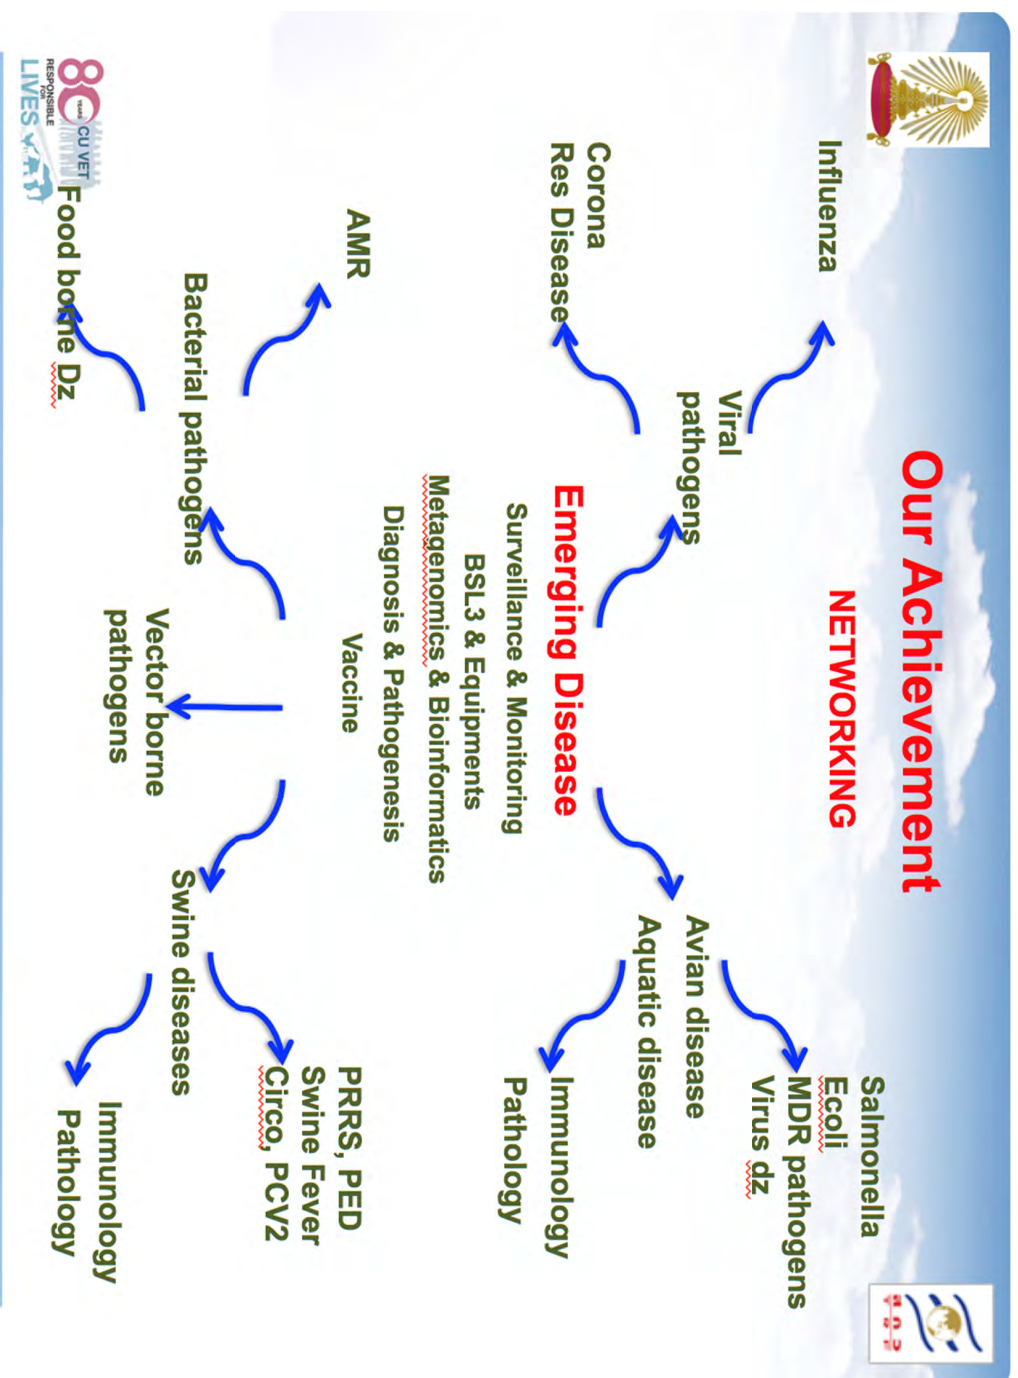 Our Achievement
NETWORKING
Influenza
Corona
Res Disease
Viral
pathogens
Avian disease
Aquatic disease
Salmonella
Ecoli
MDR pathogens
Virus dz
Immunology
Pathology
Emerging Disease
Surveillance & Monitoring
BSL3 & Equipments
Metagenomics & Bioinformatics
Diagnosis & Pathogenesis
Vaccine
AMR
Bacterial pathogens
Food borne Dz
Vector borne
pathogens
Swine diseases
PRRS, PED
Swine Fever
Circo, PCV2
Immunology
Pathology
80 YEARS CU VET
RESPONSIBLE
FOR
LIVES
สกว